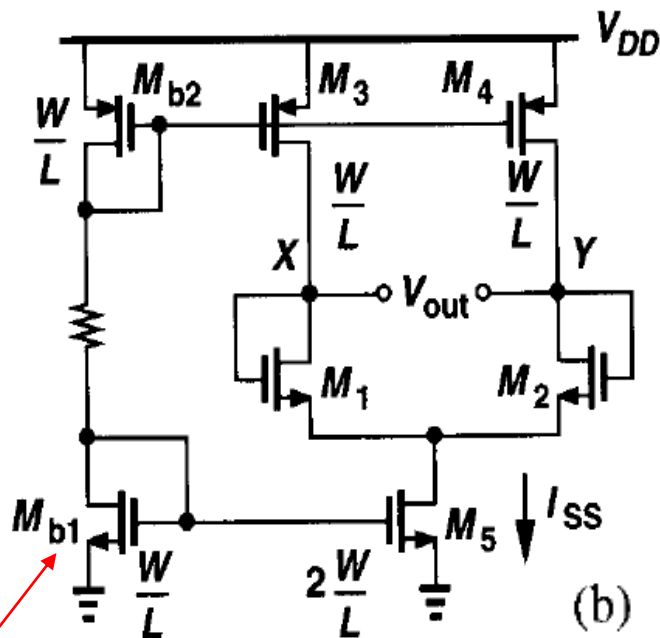 V_DD
M_b2
M_3
M_4
W/L
W/L
W/L
X
Y
V_out
M_1
M_2
M_b1
M_5
I_SS
W/L
2 W/L
(b)